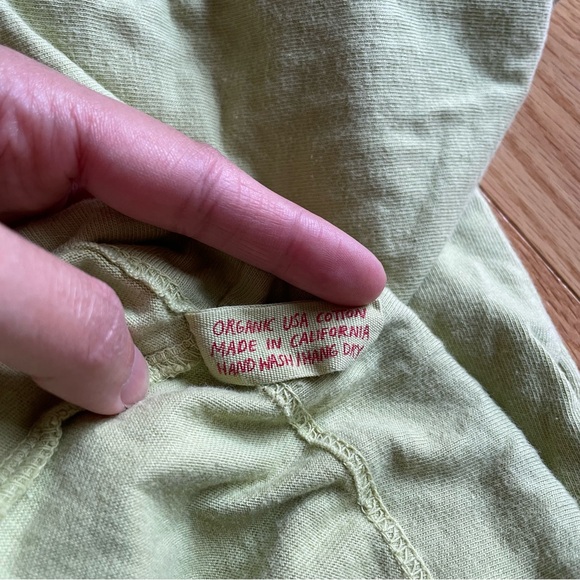 ORGANIC USA COTTON
MADE IN CALIFORNIA
HAND WASH | HANG DRY